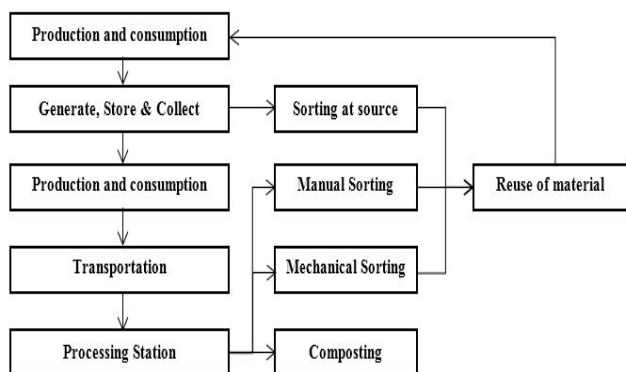 Production and consumption
Generate, Store & Collect
Sorting at source
Production and consumption
Manual Sorting
Reuse of material
Transportation
Mechanical Sorting
Processing Station
Composting